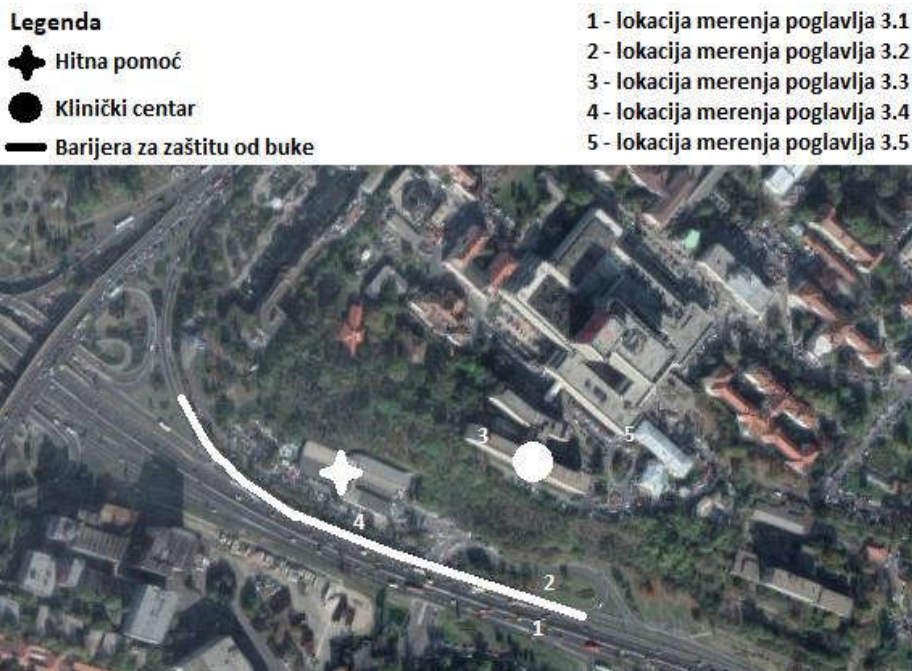 Legenda
Hitna pomoć
Klinički centar
Barijera za zaštitu od buke
1 - lokacija merenja poglavlja 3.1
2 - lokacija merenja poglavlja 3.2
3 - lokacija merenja poglavlja 3.3
4 - lokacija merenja poglavlja 3.4
5 - lokacija merenja poglavlja 3.5
3
5
4
2
1